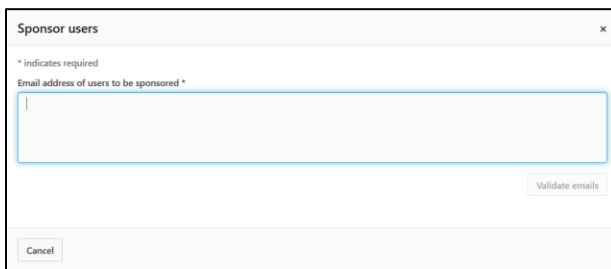 Sponsor users ×
* indicates required
Email address of users to be sponsored *
Validate emails
Cancel